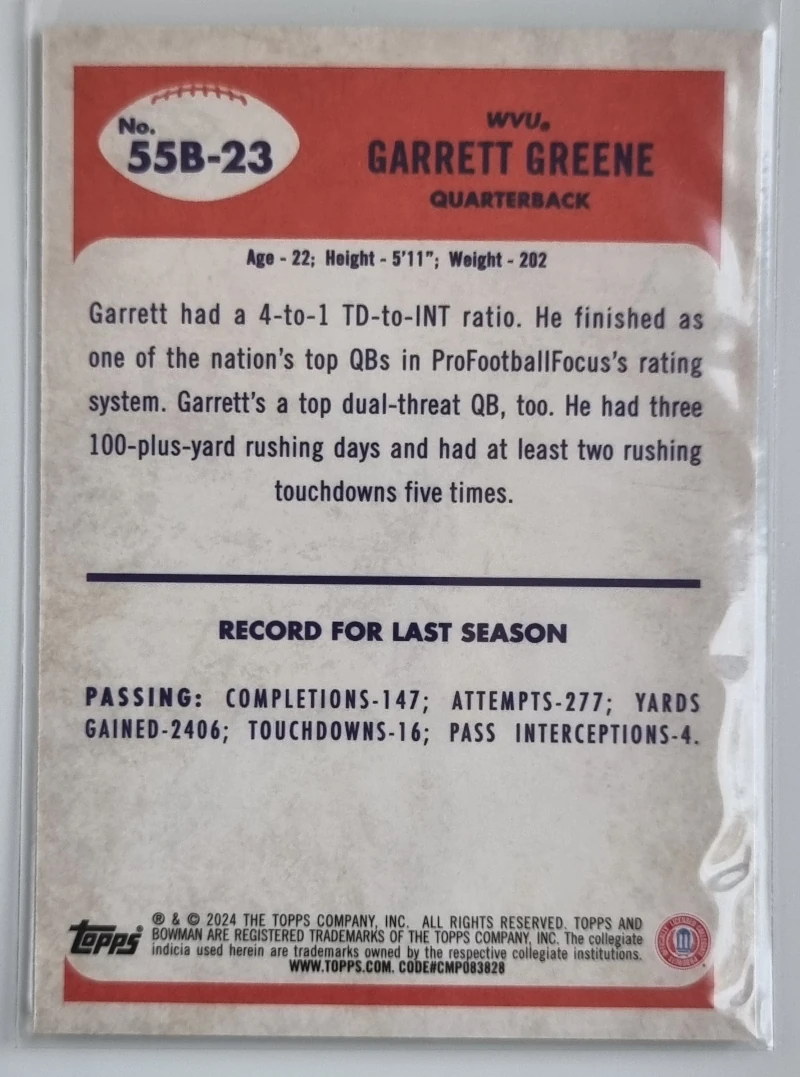 No.
55B-23
WVU®
GARRETT GREENE
QUARTERBACK
Age - 22; Height - 5'11"; Weight - 202
Garrett had a 4-to-1 TD-to-INT ratio. He finished as
one of the nation's top QBs in ProFootballFocus's rating
system. Garrett's a top dual-threat QB, too. He had three
100-plus-yard rushing days and had at least two rushing
touchdowns five times.
RECORD FOR LAST SEASON
PASSING: COMPLETIONS-147; ATTEMPTS-277; YARDS
GAINED-2406; TOUCHDOWNS-16; PASS INTERCEPTIONS-4.
topps®
® & © 2024 THE TOPPS COMPANY, INC. ALL RIGHTS RESERVED. TOPPS AND
BOWMAN ARE REGISTERED TRADEMARKS OF THE TOPPS COMPANY, INC. The collegiate
indicia used herein are trademarks owned by the respective collegiate institutions.
WWW.TOPPS.COM. CODE#CMP083828